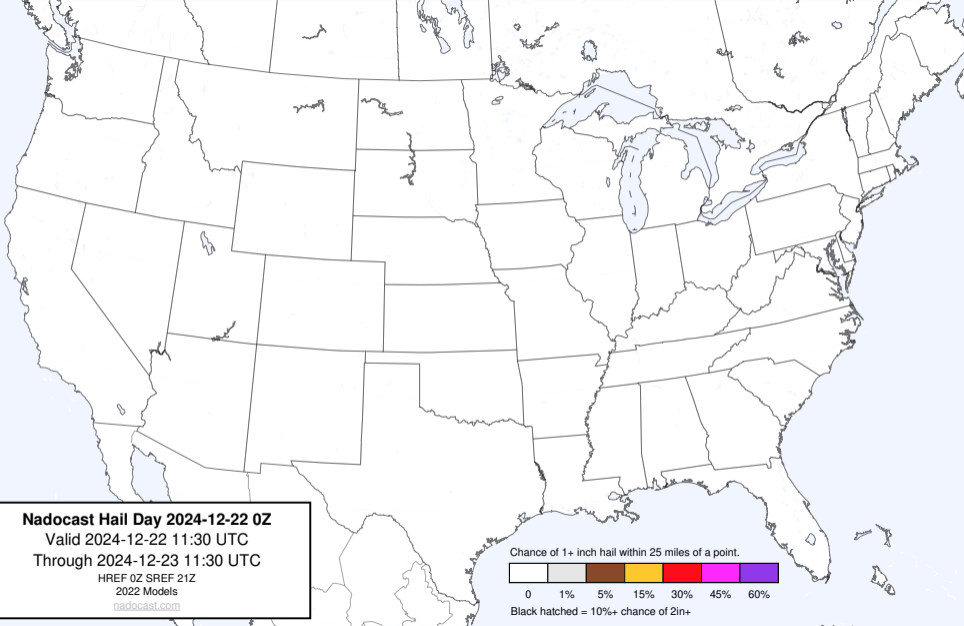 Nadocast Hail Day 2024-12-22 0Z
Valid 2024-12-22 11:30 UTC
Through 2024-12-23 11:30 UTC
HREF 0Z SREF 21Z
2022 Models
nadocast.com
Chance of 1+ inch hail within 25 miles of a point.
0 1% 5% 15% 30% 45% 60%
Black hatched = 10%+ chance of 2in+